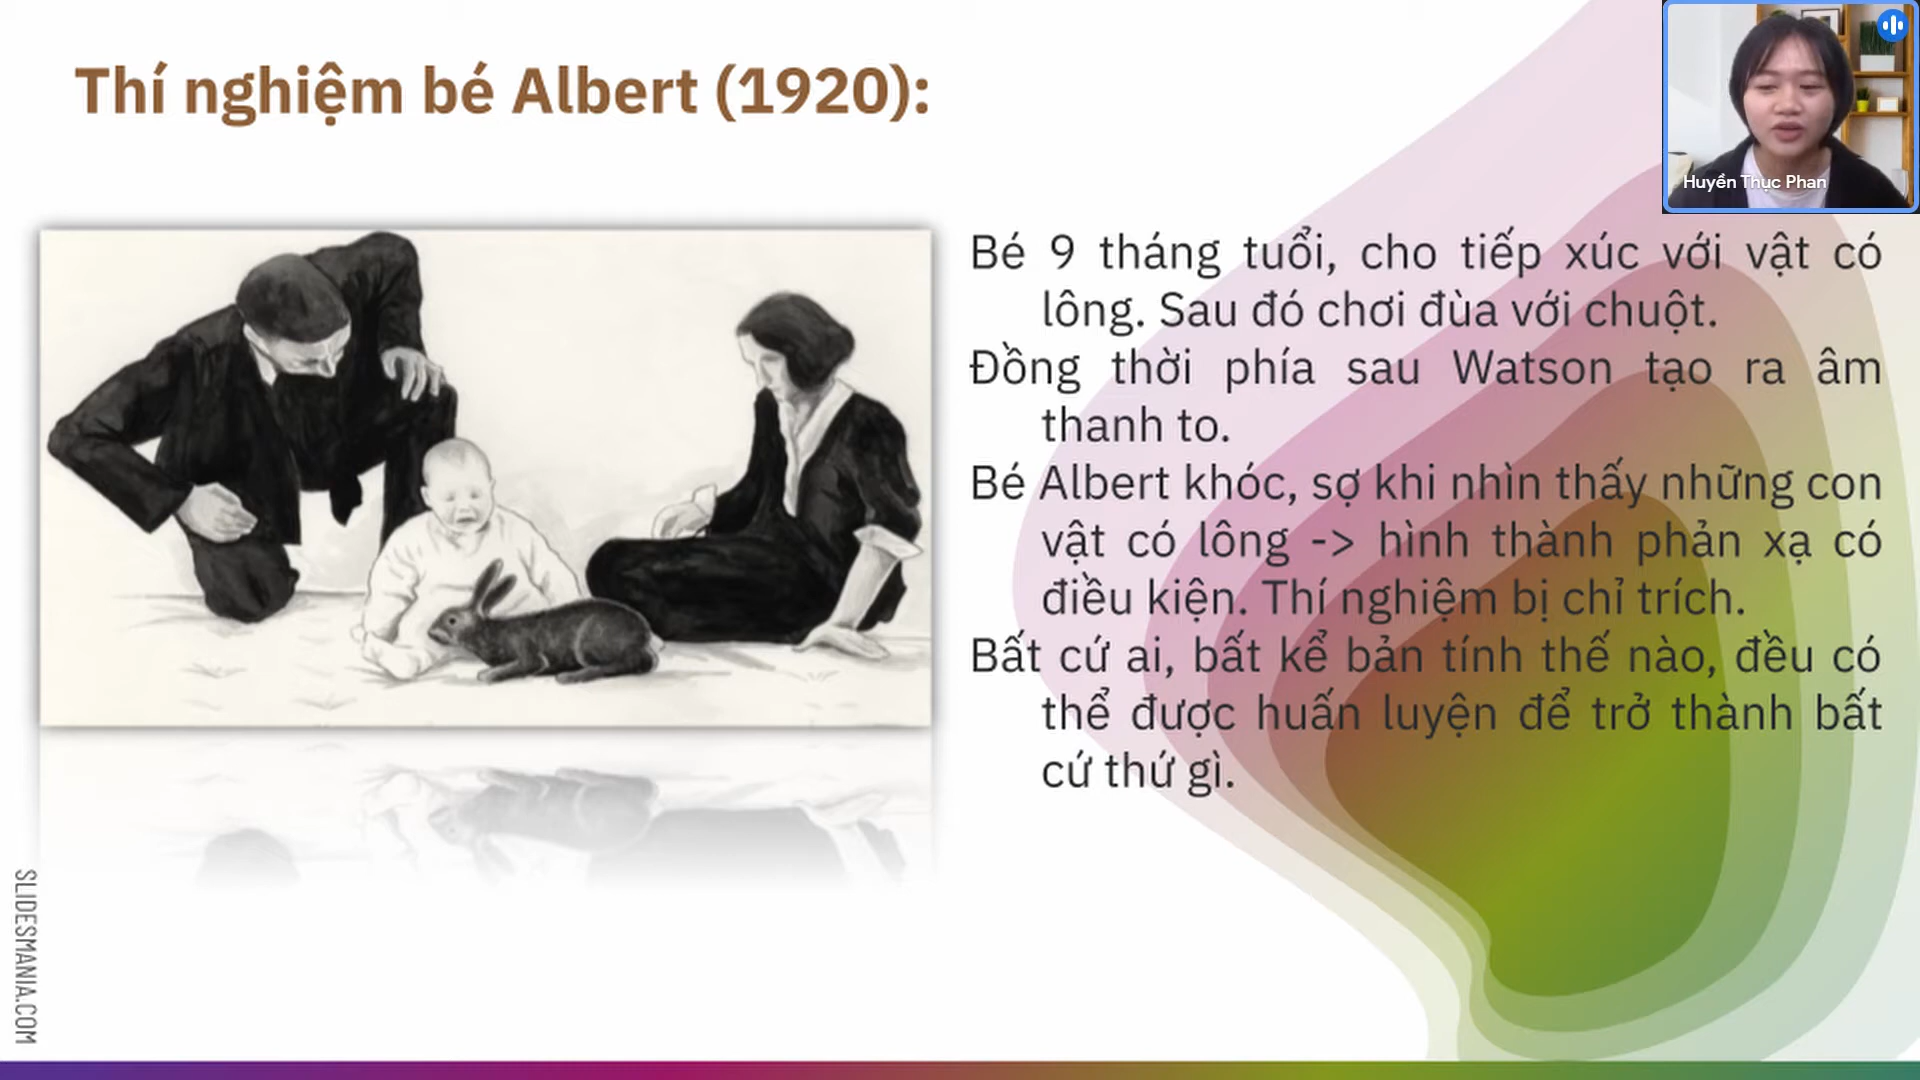 Thí nghiệm bé Albert (1920):
Huyền Thục Phan
Bé 9 tháng tuổi, cho tiếp xúc với vật có
lông. Sau đó chơi đùa với chuột.
Đồng thời phía sau Watson tạo ra âm
thanh to.
Bé Albert khóc, sợ khi nhìn thấy những con
vật có lông -> hình thành phản xạ có
điều kiện. Thí nghiệm bị chỉ trích.
Bất cứ ai, bất kể bản tính thế nào, đều có
thể được huấn luyện để trở thành bất
cứ thứ gì.
SLIDESMANIA.COM